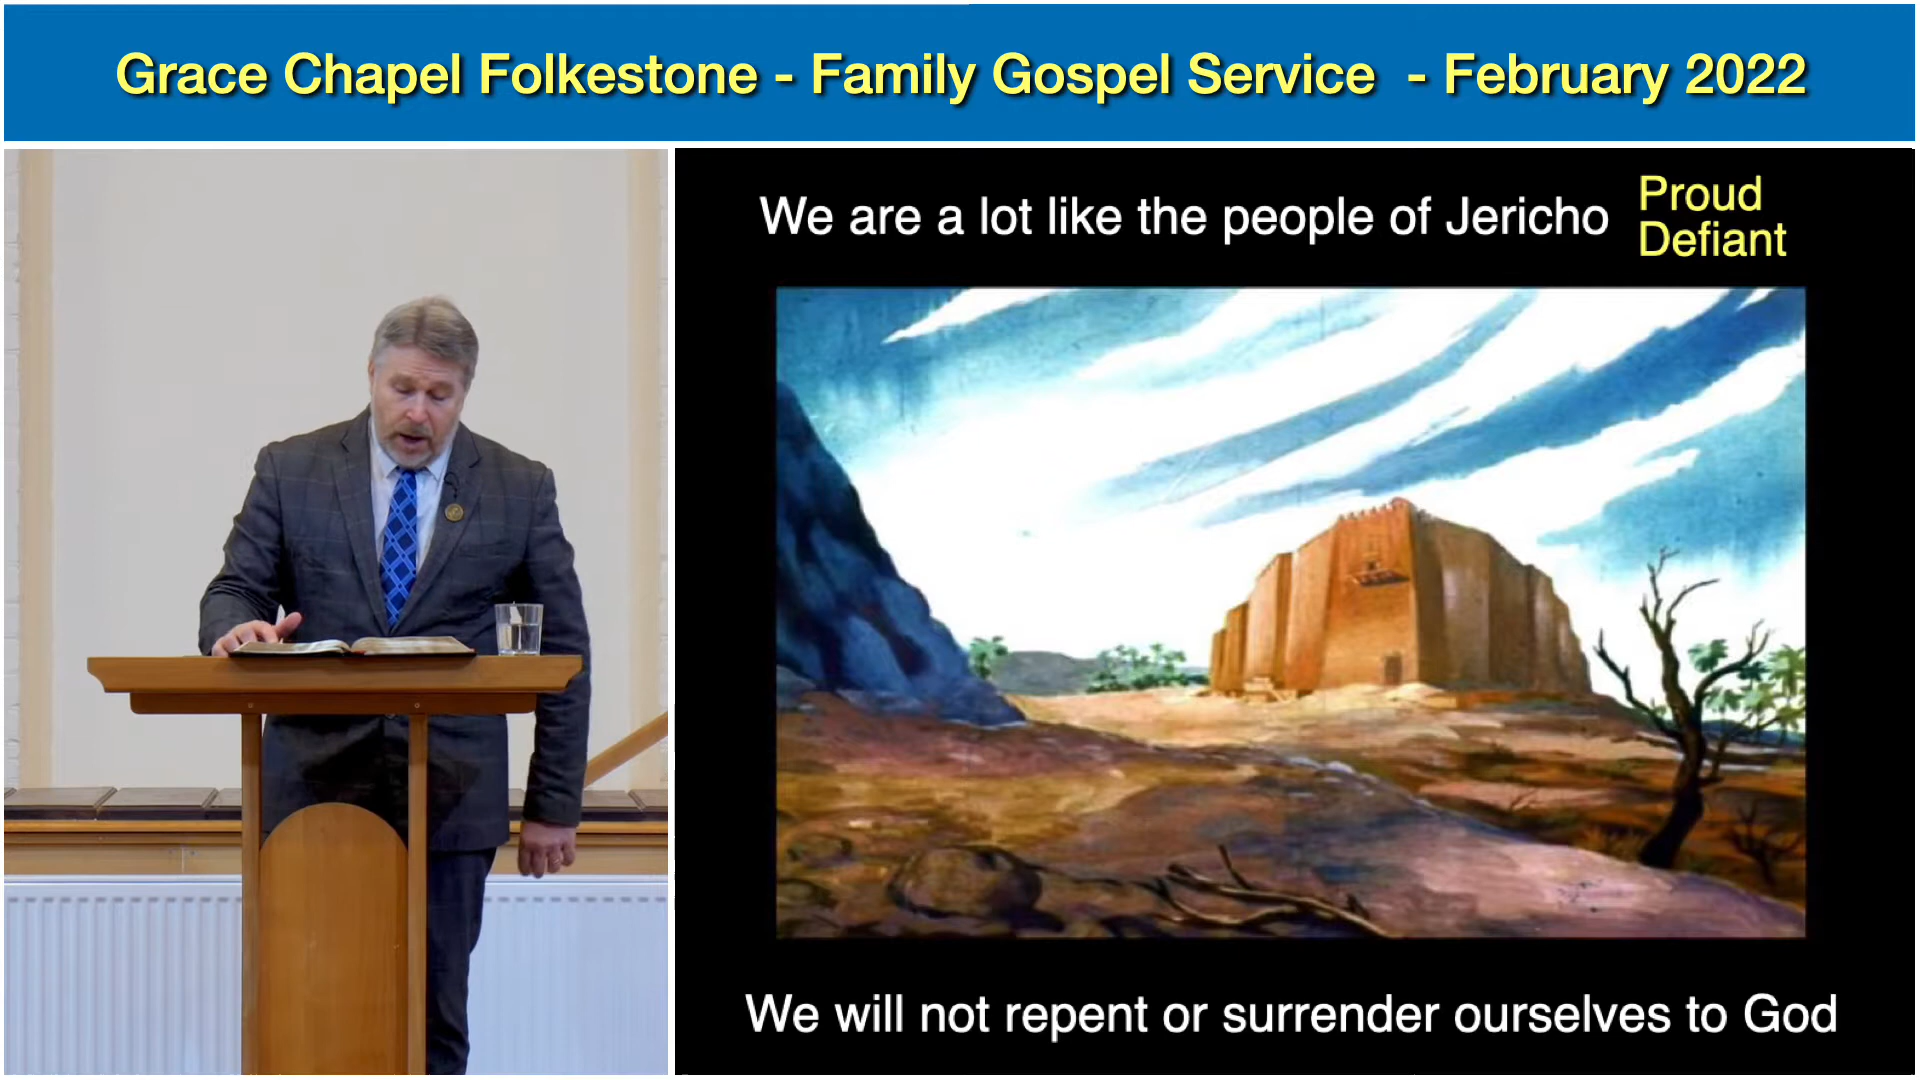 Grace Chapel Folkestone - Family Gospel Service - February 2022
We are a lot like the people of Jericho
Proud
Defiant
We will not repent or surrender ourselves to God